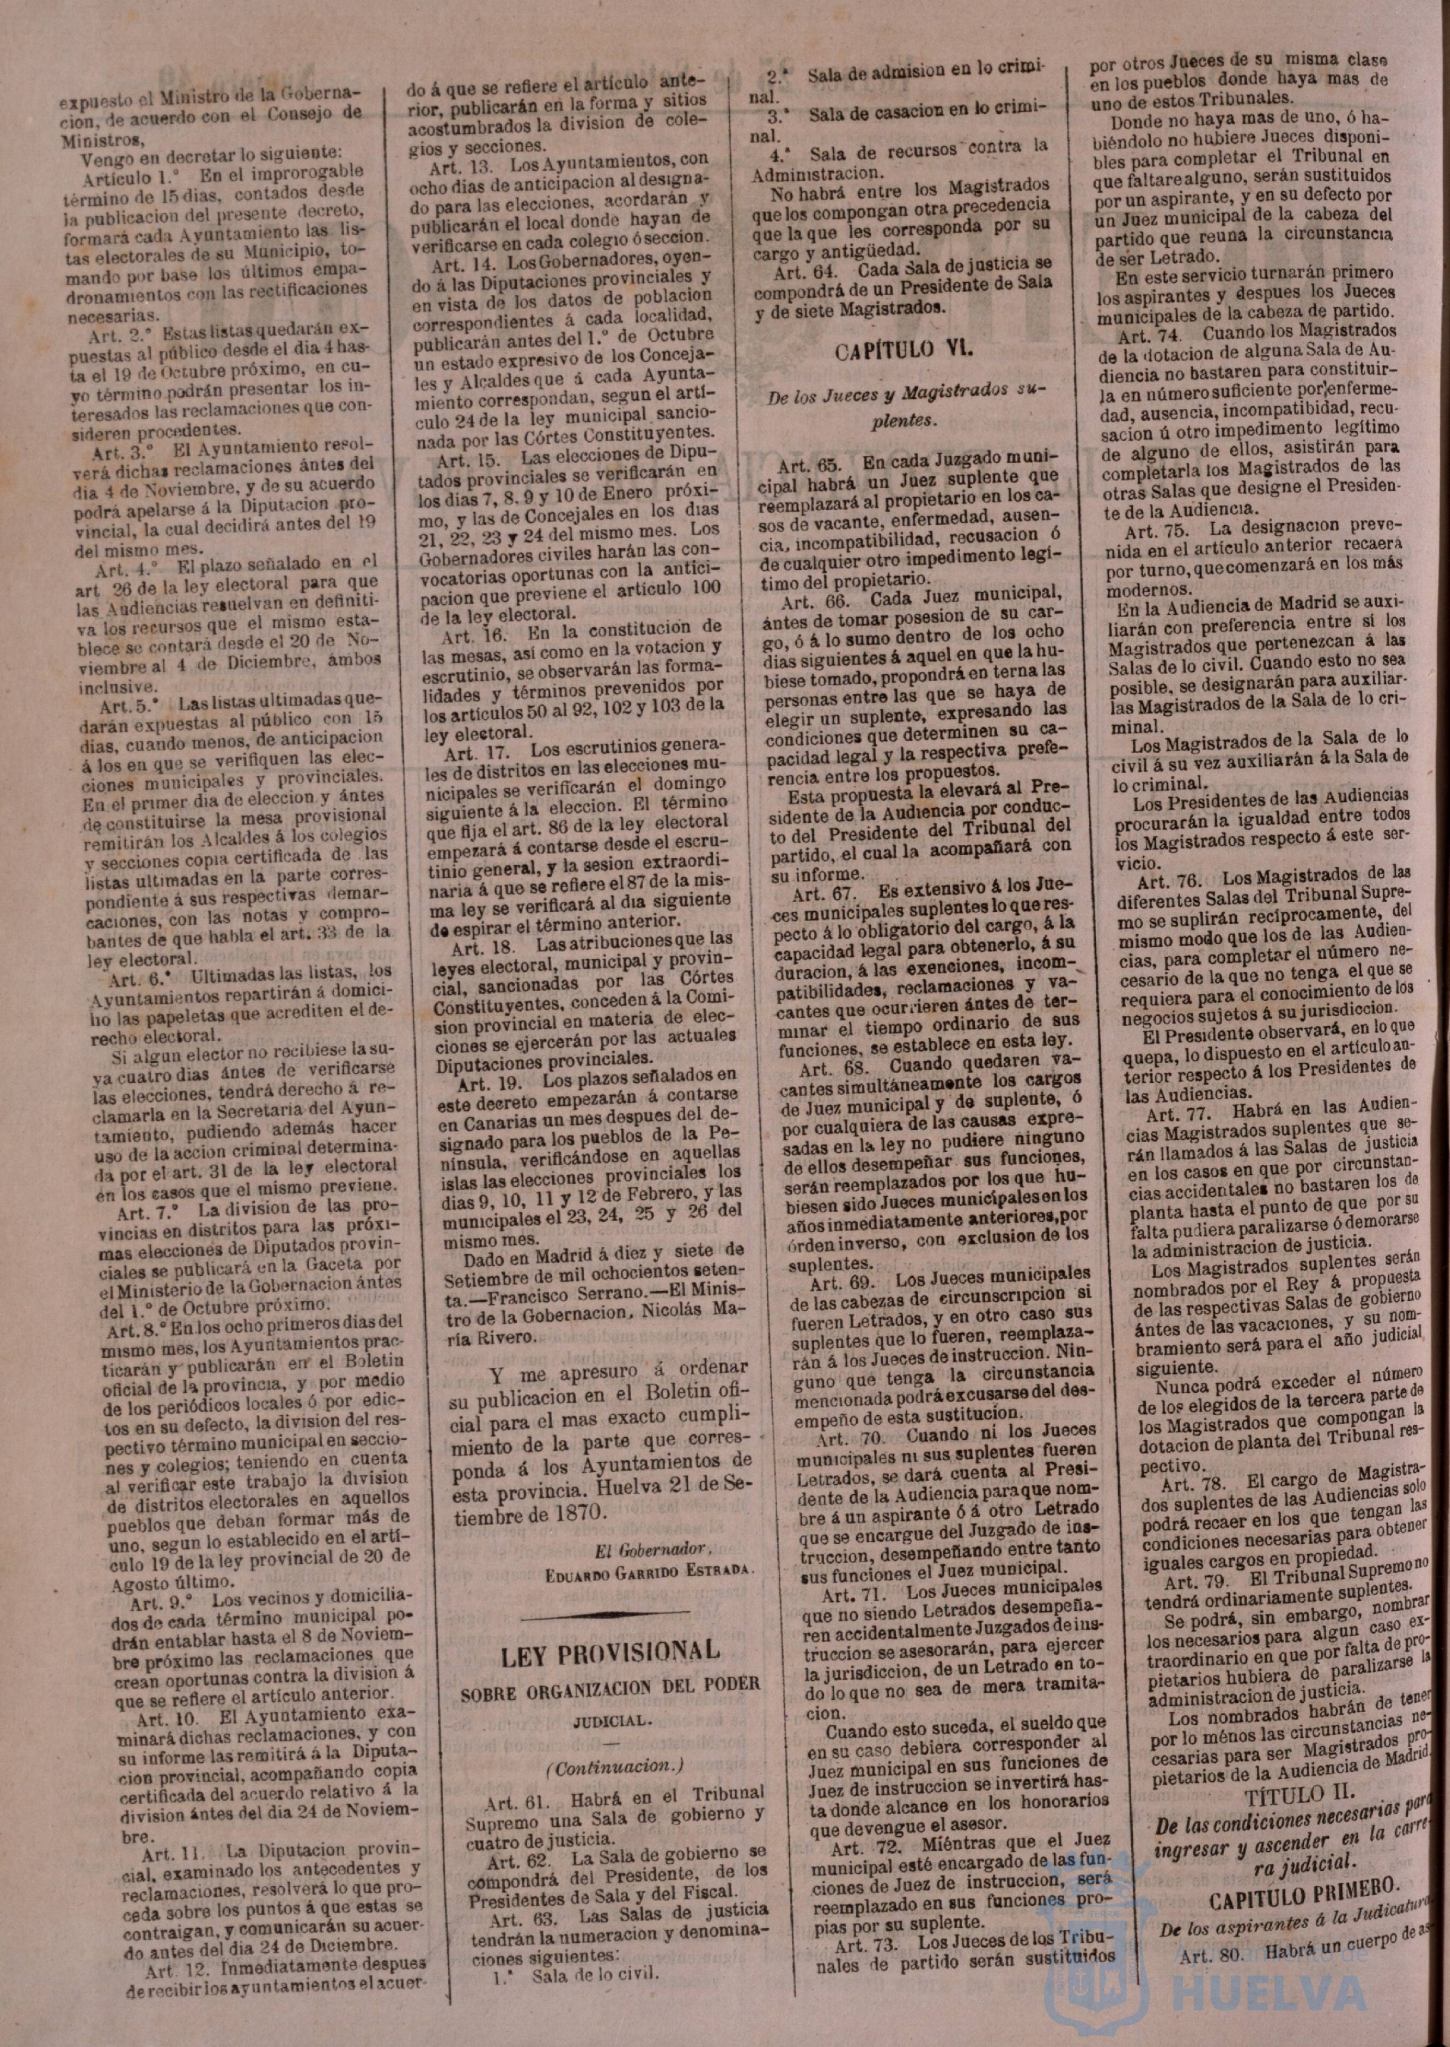 expuesto el Ministro de la Goberna-
cion, de acuerdo con el Consejo de
Ministros,
Vengo en decretar lo siguiente:
Artículo 1.º En el improrogable
término de 15 dias, contados desde
la publicacion del presente decreto,
formará cada Ayuntamiento las lis-
tas electorales de su Municipio, to-
mando por base los últimos empa-
dronamientos con las rectificaciones
necesarias.
Art. 2.º Estas listas quedarán ex-
puestas al público desde el dia 4 has-
ta el 19 de Octubre próximo, en cu-
yo término podrán presentar los in-
teresados las reclamaciones que con-
sideren procedentes.
Art. 3.º El Ayuntamiento resol-
verá dichas reclamaciones ántes del
dia 4 de Noviembre, y de su acuerdo
podrá apelarse á la Diputacion pro-
vincial, la cual decidirá antes del 19
del mismo mes.
Art. 4.º El plazo señalado en el
art 26 de la ley electoral para que
las Audiencias resuelvan en definiti-
va los recursos que el mismo esta-
blece se contará desde el 20 de No-
viembre al 4 de Diciembre, ámbos
inclusive.
Art. 5.º Las listas ultimadas que-
darán expuestas al público con 15
dias, cuando menos, de anticipacion
á los en que se verifiquen las elec-
ciones municipales y provinciales.
En el primer dia de eleccion y ántes
de constituirse la mesa provisional
remitirán los Alcaldes á los colegios
y secciones copia certificada de las
listas ultimadas en la parte corres-
pondiente á sus respectivas demar-
caciones, con las notas y compro-
bantes de que habla el art. 33 de la
ley electoral.
Art. 6.º Ultimadas las listas, los
Ayuntamientos repartirán á domici-
lio las papeletas que acrediten el de-
recho electoral.
Si algun elector no recibiese la su-
ya cuatro dias ántes de verificarse
las elecciones, tendrá derecho á re-
clamarla en la Secretaria del Ayun-
tamiento, pudiendo además hacer
uso de la accion criminal determina-
da por el art. 31 de la ley electoral
en los casos que el mismo previene.
Art. 7.º La division de las pro-
vincias en distritos para las próxi-
mas elecciones de Diputados provin-
ciales se publicará en la Gaceta por
el Ministerio de la Gobernacion ántes
del 1.º de Octubre próximo.
Art. 8.º En los ocho primeros dias del
mismo mes, los Ayuntamientos prac-
ticarán y publicarán en el Boletin
oficial de la provincia, y por medio
de los periódicos locales ó por edic-
tos en su defecto, la division del res-
pectivo término municipal en seccio-
nes y colegios; teniendo en cuenta
al verificar este trabajo la division
de distritos electorales en aquellos
pueblos que deban formar más de
uno, segun lo establecido en el artí-
culo 19 de la ley provincial de 20 de
Agosto último.
Art. 9.º Los vecinos y domicilia-
dos de cada término municipal po-
drán entablar hasta el 8 de Noviem-
bre próximo las reclamaciones que
crean oportunas contra la division á
que se refiere el artículo anterior.
Art. 10. El Ayuntamiento exa-
minará dichas reclamaciones, y con
su informe las remitirá á la Diputa-
cion provincial, acompañando copia
certificada del acuerdo relativo á la
division ántes del dia 24 de Noviem-
bre.
Art. 11. La Diputacion provin-
cial, examinado los antecedentes y
reclamaciones, resolverá lo que pro-
ceda sobre los puntos á que estas se
contraigan, y comunicarán su acuer-
do antes del dia 24 de Diciembre.
Art. 12. Inmediatamente despues
de recibir los ayuntamientos el acuer-
do á que se refiere el artículo ante-
rior, publicarán en la forma y sitios
acostumbrados la division de cole-
gios y secciones.
Art. 13. Los Ayuntamientos, con
ocho dias de anticipacion al designa-
do para las elecciones, acordarán y
publicarán el local donde hayan de
verificarse en cada colegio ó seccion.
Art. 14. Los Gobernadores, oyen-
do á las Diputaciones provinciales y
en vista de los datos de poblacion
correspondientes á cada localidad,
publicarán antes del 1.º de Octubre
un estado expresivo de los Conceja-
les y Alcaldes que á cada Ayunta-
miento correspondan, segun el artí-
culo 24 de la ley municipal sancio-
nada por las Córtes Constituyentes.
Art. 15. Las elecciones de Dipu-
tados provinciales se verificarán en
los dias 7, 8, 9 y 10 de Enero próxi-
mo, y las de Concejales en los dias
21, 22, 23 y 24 del mismo mes. Los
Gobernadores civiles harán las con-
vocatorias oportunas con la antici-
pacion que previene el artículo 100
de la ley electoral.
Art. 16. En la constitucion de
las mesas, así como en la votacion y
escrutinio, se observarán las forma-
lidades y términos prevenidos por
los artículos 50 al 92, 102 y 103 de la
ley electoral.
Art. 17. Los escrutinios genera-
les de distritos en las elecciones mu-
nicipales se verificarán el domingo
siguiente á la eleccion. El término
que fija el art. 86 de la ley electoral
empezará á contarse desde el escru-
tinio general, y la sesion extraordi-
naria á que se refiere el 87 de la mis-
ma ley se verificará al dia siguiente
de espirar el término anterior.
Art. 18. Las atribuciones que las
leyes electoral, municipal y provin-
cial, sancionadas por las Córtes
Constituyentes, conceden á la Comi-
sion provincial en materia de elec-
ciones se ejercerán por las actuales
Diputaciones provinciales.
Art. 19. Los plazos señalados en
este decreto empezarán á contarse
en Canarias un mes despues del de-
signado para los pueblos de la Pe-
nínsula, verificándose en aquellas
islas las elecciones provinciales los
dias 9, 10, 11 y 12 de Febrero, y las
municipales el 23, 24, 25 y 26 del
mismo mes.
Dado en Madrid á diez y siete de
Setiembre de mil ochocientos seten-
ta.—Francisco Serrano.—El Minis-
tro de la Gobernacion, Nicolás Ma-
ría Rivero.
Y me apresuro á ordenar
su publicacion en el Boletin ofi-
cial para el mas exacto cumpli-
miento de la parte que corres-
ponda á los Ayuntamientos de
esta provincia. Huelva 21 de Se-
tiembre de 1870.
El Gobernador,
EDUARDO GARRIDO ESTRADA.
LEY PROVISIONAL
SOBRE ORGANIZACION DEL PODER
JUDICIAL.
(Continuacion.)
Art. 61. Habrá en el Tribunal
Supremo una Sala de gobierno y
cuatro de justicia.
Art. 62. La Sala de gobierno se
compondrá del Presidente, de los
Presidentes de Sala y del Fiscal.
Art. 63. Las Salas de justicia
tendrán la numeracion y denomina-
ciones siguientes:
1.ª Sala de lo civil.
2.ª Sala de admision en lo crimi-
nal.
3.ª Sala de casacion en lo crimi-
nal.
4.ª Sala de recursos contra la
Administracion.
No habrá entre los Magistrados
que los compongan otra precedencia
que la que les corresponda por su
cargo y antigüedad.
Art. 64. Cada Sala de justicia se
compondrá de un Presidente de Sala
y de siete Magistrados.
CAPÍTULO VI.
De los Jueces y Magistrados su-
plentes.
Art. 65. En cada Juzgado muni-
cipal habrá un Juez suplente que
reemplazará al propietario en los ca-
sos de vacante, enfermedad, ausen-
cia, incompatibilidad, recusacion ó
de cualquier otro impedimento legí-
timo del propietario.
Art. 66. Cada Juez municipal,
ántes de tomar posesion de su car-
go, ó á lo sumo dentro de los ocho
dias siguientes á aquel en que la hu-
biese tomado, propondrá en terna las
personas entre las que se haya de
elegir un suplente, expresando las
condiciones que determinen su ca-
pacidad legal y la respectiva prefe-
rencia entre los propuestos.
Esta propuesta la elevará al Pre-
sidente de la Audiencia por conduc-
to del Presidente del Tribunal del
partido, el cual la acompañará con
su informe.
Art. 67. Es extensivo á los Jue-
ces municipales suplentes lo que res-
pecto á lo obligatorio del cargo, á la
capacidad legal para obtenerlo, á su
duracion, á las exenciones, incom-
patibilidades, reclamaciones y va-
cantes que ocurrieren ántes de ter-
minar el tiempo ordinario de sus
funciones, se establece en esta ley.
Art. 68. Cuando quedaren va-
cantes simultáneamente los cargos
de Juez municipal y de suplente, ó
por cualquiera de las causas expre-
sadas en la ley no pudiere ninguno
de ellos desempeñar sus funciones,
serán reemplazados por los que hu-
biesen sido Jueces municipales en los
años inmediatamente anteriores, por
órden inverso, con exclusion de los
suplentes.
Art. 69. Los Jueces municipales
de las cabezas de circunscripcion si
fueren Letrados, y en otro caso sus
suplentes que lo fueren, reemplaza-
rán á los Jueces de instruccion. Nin-
guno que tenga la circunstancia
mencionada podrá excusarse del des-
empeño de esta sustitucion.
Art. 70. Cuando ni los Jueces
municipales ni sus suplentes fueren
Letrados, se dará cuenta al Presi-
dente de la Audiencia para que nom-
bre á un aspirante ó á otro Letrado
que se encargue del Juzgado de ins-
truccion, desempeñando entre tanto
sus funciones el Juez municipal.
Art. 71. Los Jueces municipales
que no siendo Letrados desempeña-
ren accidentalmente Juzgados de ins-
truccion se asesorarán, para ejercer
la jurisdiccion, de un Letrado en to-
do lo que no sea de mera tramita-
cion.
Cuando esto suceda, el sueldo que
en su caso debiera corresponder al
Juez municipal en sus funciones de
Juez de instruccion se invertirá has-
ta donde alcance en los honorarios
que devengue el asesor.
Art. 72. Miéntras que el Juez
municipal esté encargado de las fun-
ciones de Juez de instruccion, será
reemplazado en sus funciones pro-
pias por su suplente.
Art. 73. Los Jueces de los Tribu-
nales de partido serán sustituidos
por otros Jueces de su misma clase
en los pueblos donde haya mas de
uno de estos Tribunales.
Donde no haya mas de uno, ó ha-
biéndolo no hubiere Jueces disponi-
bles para completar el Tribunal en
que faltare alguno, serán sustituidos
por un aspirante, y en su defecto por
un Juez municipal de la cabeza del
partido que reuna la circunstancia
de ser Letrado.
En este servicio turnarán primero
los aspirantes y despues los Jueces
municipales de la cabeza de partido.
Art. 74. Cuando los Magistrados
de la dotacion de alguna Sala de Au-
diencia no bastaren para constituir-
la en número suficiente por enferme-
dad, ausencia, incompatibidad, recu-
sacion ú otro impedimento legítimo
de alguno de ellos, asistirán para
completarla los Magistrados de las
otras Salas que designe el Presiden-
te de la Audiencia.
Art. 75. La designacion preve-
nida en el artículo anterior recaerá
por turno, que comenzará en los más
modernos.
En la Audiencia de Madrid se auxi-
liarán con preferencia entre sí los
Magistrados que pertenezcan á las
Salas de lo civil. Cuando esto no sea
posible, se designarán para auxiliar-
las Magistrados de la Sala de lo cri-
minal.
Los Magistrados de la Sala de lo
civil á su vez auxiliarán á la Sala de
lo criminal.
Los Presidentes de las Audiencias
procurarán la igualdad entre todos
los Magistrados respecto á este ser-
vicio.
Art. 76. Los Magistrados de las
diferentes Salas del Tribunal Supre-
mo se suplirán recíprocamente, del
mismo modo que los de las Audien-
cias, para completar el número ne-
cesario de la que no tenga el que se
requiera para el conocimiento de los
negocios sujetos á su jurisdiccion.
El Presidente observará, en lo que
quepa, lo dispuesto en el artículo an-
terior respecto á los Presidentes de
las Audiencias.
Art. 77. Habrá en las Audien-
cias Magistrados suplentes que se-
rán llamados á las Salas de justicia
en los casos en que por circunstan-
cias accidentales no bastaren los de
planta hasta el punto de que por su
falta pudiera paralizarse ó demorarse
la administracion de justicia.
Los Magistrados suplentes serán
nombrados por el Rey á propuesta
de las respectivas Salas de gobierno
ántes de las vacaciones, y su nom-
bramiento será para el año judicial
siguiente.
Nunca podrá exceder el número
de los elegidos de la tercera parte de
los Magistrados que compongan la
dotacion de planta del Tribunal res-
pectivo.
Art. 78. El cargo de Magistra-
dos suplentes de las Audiencias solo
podrá recaer en los que tengan las
condiciones necesarias para obtener
iguales cargos en propiedad.
Art. 79. El Tribunal Supremo no
tendrá ordinariamente suplentes.
Se podrá, sin embargo, nombrar
los necesarios para algun caso ex-
traordinario en que por falta de pro-
pietarios hubiera de paralizarse la
administracion de justicia.
Los nombrados habrán de tener
por lo ménos las circunstancias ne-
cesarias para ser Magistrados pro-
pietarios de la Audiencia de Madrid.
TÍTULO II.
De las condiciones necesarias para
ingresar y ascender en la carre-
ra judicial.
CAPITULO PRIMERO.
De los aspirantes á la Judicatura
Art. 80. Habrá un cuerpo de as-
HUELVA